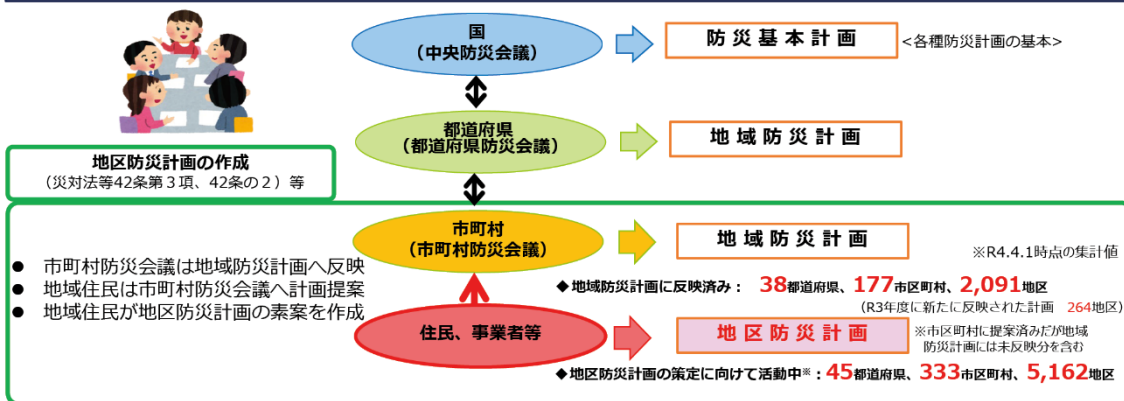 国
(中央防災会議)
防災基本計画
<各種防災計画の基本>
都道府県
(都道府県防災会議)
地域防災計画
地区防災計画の作成
(災対法等42条第3項、42条の2)等
市町村
(市町村防災会議)
地域防災計画
※R4.4.1時点の集計値
● 市町村防災会議は地域防災計画へ反映
● 地域住民は市町村防災会議へ計画提案
● 地域住民が地区防災計画の素案を作成
◆地域防災計画に反映済み: 38都道府県、177市区町村、2,091地区
(R3年度に新たに反映された計画 264地区)
住民、事業者等
地区防災計画
※市区町村に提案済みだが地域
防災計画には未反映分を含む
◆地区防災計画の策定に向けて活動中※:45都道府県、333市区町村、5,162地区